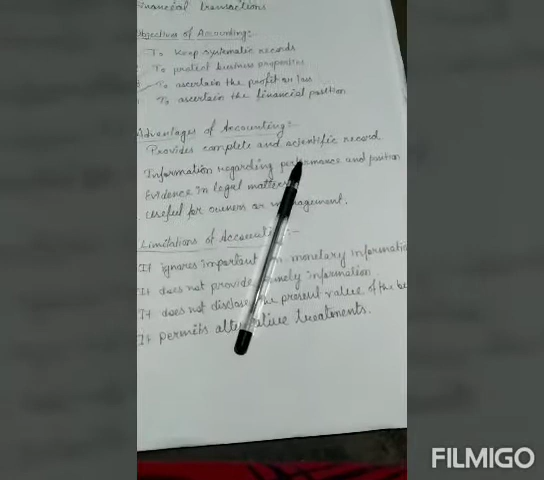 Financial transactions
Objectives of Accounting:-
To keep systematic records
To protect business properties
To ascertain the profit or loss
To ascertain the financial position
Advantages of Accounting:-
Provides complete and scientific record
Information regarding performance and position
Evidence in legal matters
Useful for owners or management.
Limitations of Accounting:-
It ignores important non monetary informatio
It does not provide timely information
It does not disclose the present value of the
It permits alternative treatments.
FILMIGO